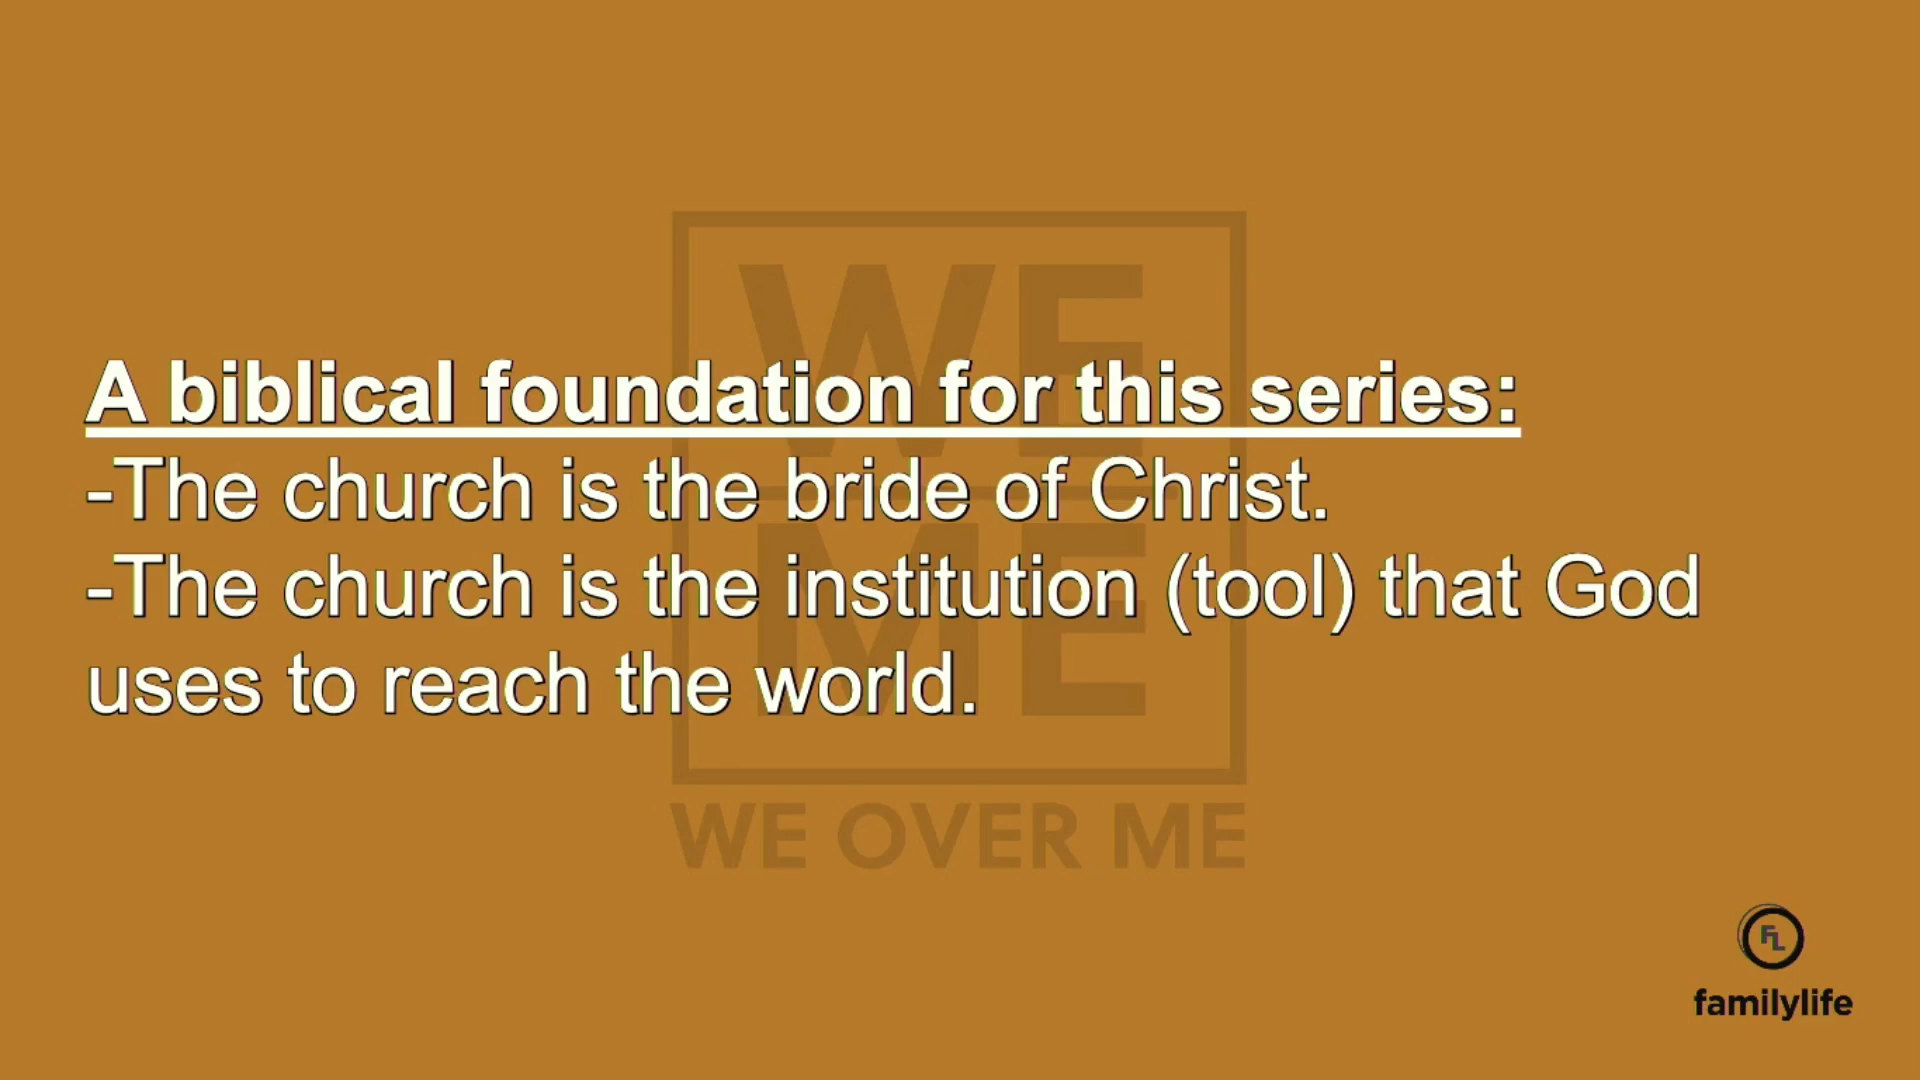 WE
A biblical foundation for this series:
-The church is the bride of Christ.
ME
-The church is the institution (tool) that God
uses to reach the world.
WE OVER ME
FL
familylife